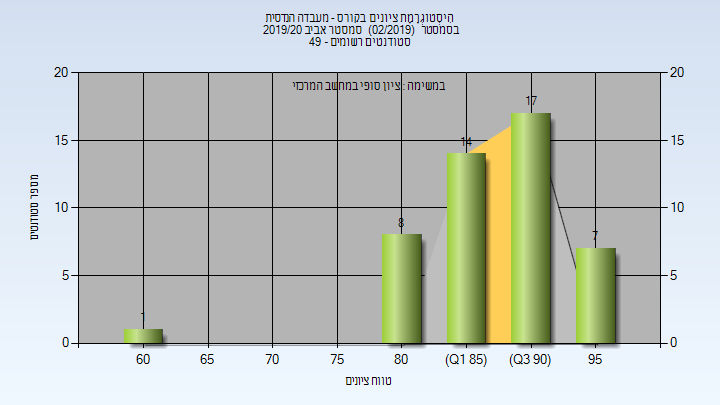 היסטוגרמת ציונים בקורס - מעבדה הנדסית
בסמסטר (02/2019) סמסטר אביב 2019/20
סטודנטים רשומים - 49
במשימה : ציון סופי במחשב המרכזי
20 20
17
15 15
14
10 10
8
7
5 5
1
0 0
60 65 70 75 80 (Q1 85) (Q3 90) 95
מספר סטודנטים
טווח ציונים